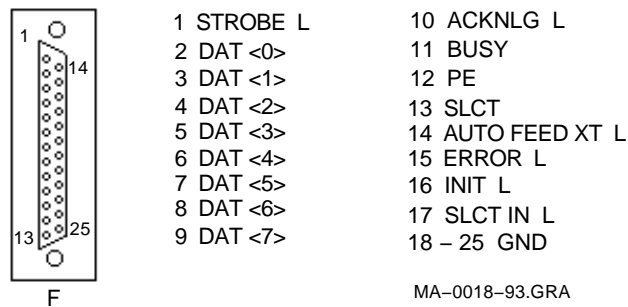 1
14
13
25
F
1 STROBE L
2 DAT <0>
3 DAT <1>
4 DAT <2>
5 DAT <3>
6 DAT <4>
7 DAT <5>
8 DAT <6>
9 DAT <7>
10 ACKNLG L
11 BUSY
12 PE
13 SLCT
14 AUTO FEED XT L
15 ERROR L
16 INIT L
17 SLCT IN L
18 – 25 GND
MA–0018–93.GRA